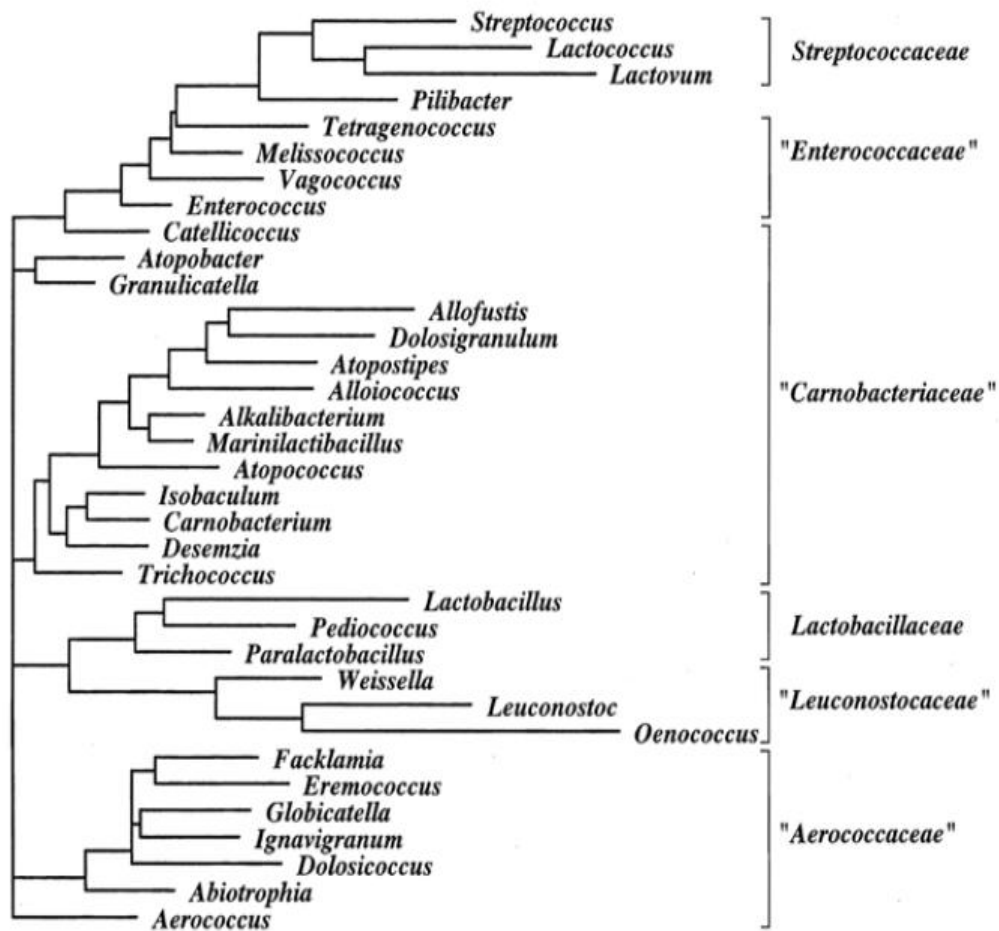 Streptococcus
Lactococcus
Streptococcaceae
Lactovum
Pilibacter
Tetragenococcus
"Enterococcaceae"
Melissococcus
Vagococcus
Enterococcus
Catellicoccus
Atopobacter
Granulicatella
Allofustis
Dolosigranulum
Atopostipes
Alloiococcus
"Carnobacteriaceae"
Alkalibacterium
Marinilactibacillus
Atopococcus
Isobaculum
Carnobacterium
Desemzia
Trichococcus
Lactobacillus
Pediococcus
Lactobacillaceae
Paralactobacillus
Weissella
"Leuconostocaceae"
Leuconostoc
Oenococcus
Facklamia
Eremococcus
Globicatella
"Aerococcaceae"
Ignavigranum
Dolosicoccus
Abiotrophia
Aerococcus